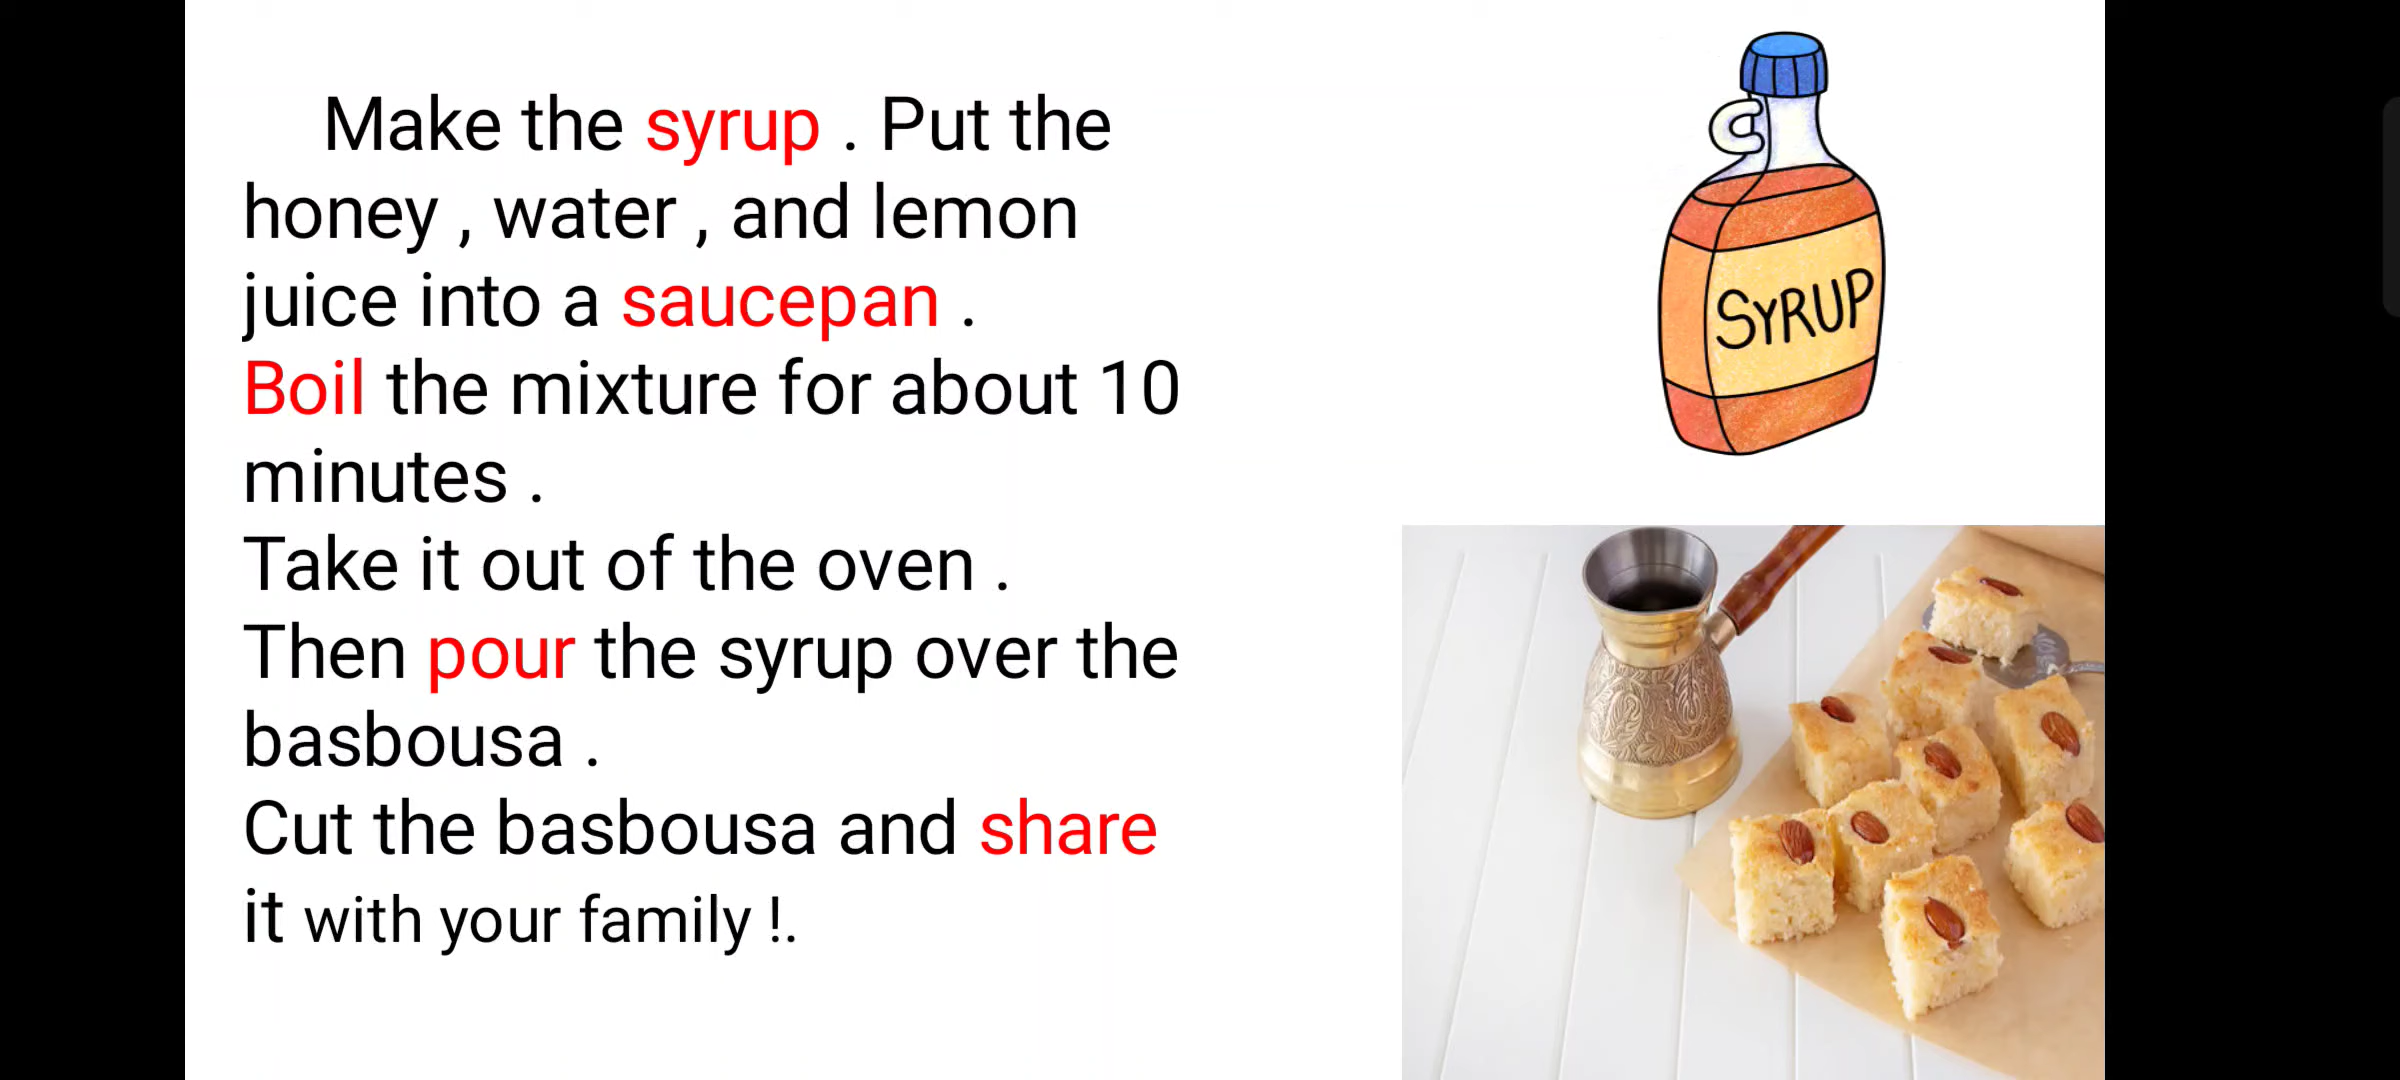 Make the syrup . Put the
honey , water , and lemon
juice into a saucepan .
Boil the mixture for about 10
minutes .
Take it out of the oven .
Then pour the syrup over the
basbousa .
Cut the basbousa and share
it with your family !.
SYRUP